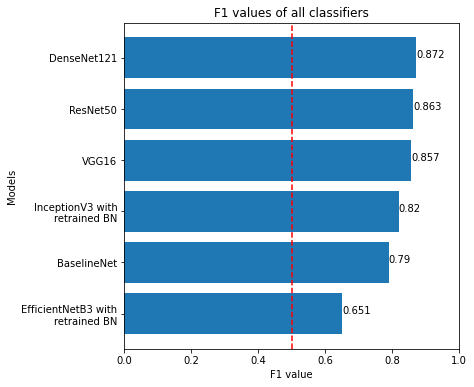 F1 values of all classifiers
DenseNet121
0.872
ResNet50
0.863
VGG16
0.857
InceptionV3 with
retrained BN
0.82
BaselineNet
0.79
EfficientNetB3 with
retrained BN
0.651
Models
0.0 0.2 0.4 0.6 0.8 1.0
F1 value